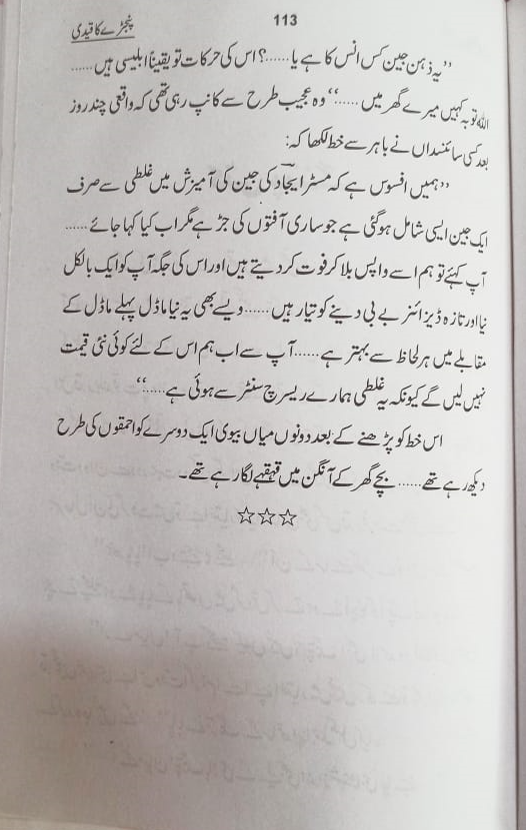 113
پنجڑے کا قیدی
”یہ ذہن جین کس انس کا ہے یا......؟ اس کی حرکات تو یقیناً ابلیسی ہیں......
اللہ توبہ کہیں میرے گھر میں......“ وہ عجیب طرح سے کانپ رہی تھی کہ واقعی چند روز
بعد کسی سائنسداں نے باہر سے خط لکھا کہ:
”ہمیں افسوس ہے کہ مسٹر ایجاد کی جین کی آمیزش میں غلطی سے صرف
ایک جین ایسی شامل ہوگئی ہے جو ساری آفتوں کی جڑ ہے مگر اب کیا کہا جائے......
آپ کہئے تو ہم اسے واپس بلا کر فوت کر دیتے ہیں اور اس کی جگہ آپ کو ایک بالکل
نیا اور تازہ ڈیزائنر بے بی دینے کو تیار ہیں......ویسے بھی یہ نیا ماڈل پہلے ماڈل کے
مقابلے میں ہر لحاظ سے بہتر ہے......آپ سے اب ہم اس کے لئے کوئی نئی قیمت
نہیں لیں گے کیونکہ یہ غلطی ہمارے ریسرچ سنٹر سے ہوئی ہے......“
اس خط کو پڑھنے کے بعد دونوں میاں بیوی ایک دوسرے کو احمقوں کی طرح
دیکھ رہے تھے......بچے گھر کے آنگن میں قہقہے لگا رہے تھے۔
☆☆☆